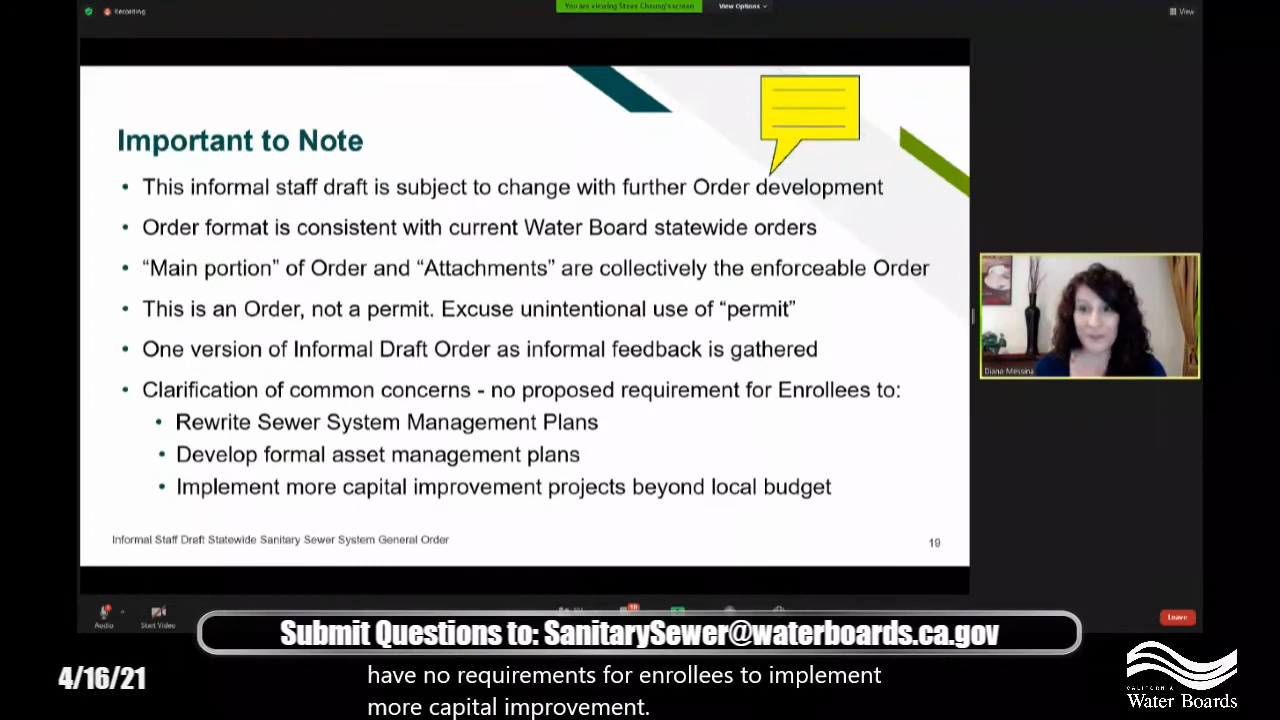 Recording
You are viewing Steve Cheung's screen
View Options
View
Important to Note
• This informal staff draft is subject to change with further Order development
• Order format is consistent with current Water Board statewide orders
• “Main portion” of Order and “Attachments” are collectively the enforceable Order
• This is an Order, not a permit. Excuse unintentional use of “permit”
• One version of Informal Draft Order as informal feedback is gathered
• Clarification of common concerns - no proposed requirement for Enrollees to:
• Rewrite Sewer System Management Plans
• Develop formal asset management plans
• Implement more capital improvement projects beyond local budget
Informal Staff Draft Statewide Sanitary Sewer System General Order
19
Diana Messina
Audio
Start Video
Leave
Submit Questions to: SanitarySewer@waterboards.ca.gov
4/16/21
have no requirements for enrollees to implement
more capital improvement.
CALIFORNIA
Water Boards